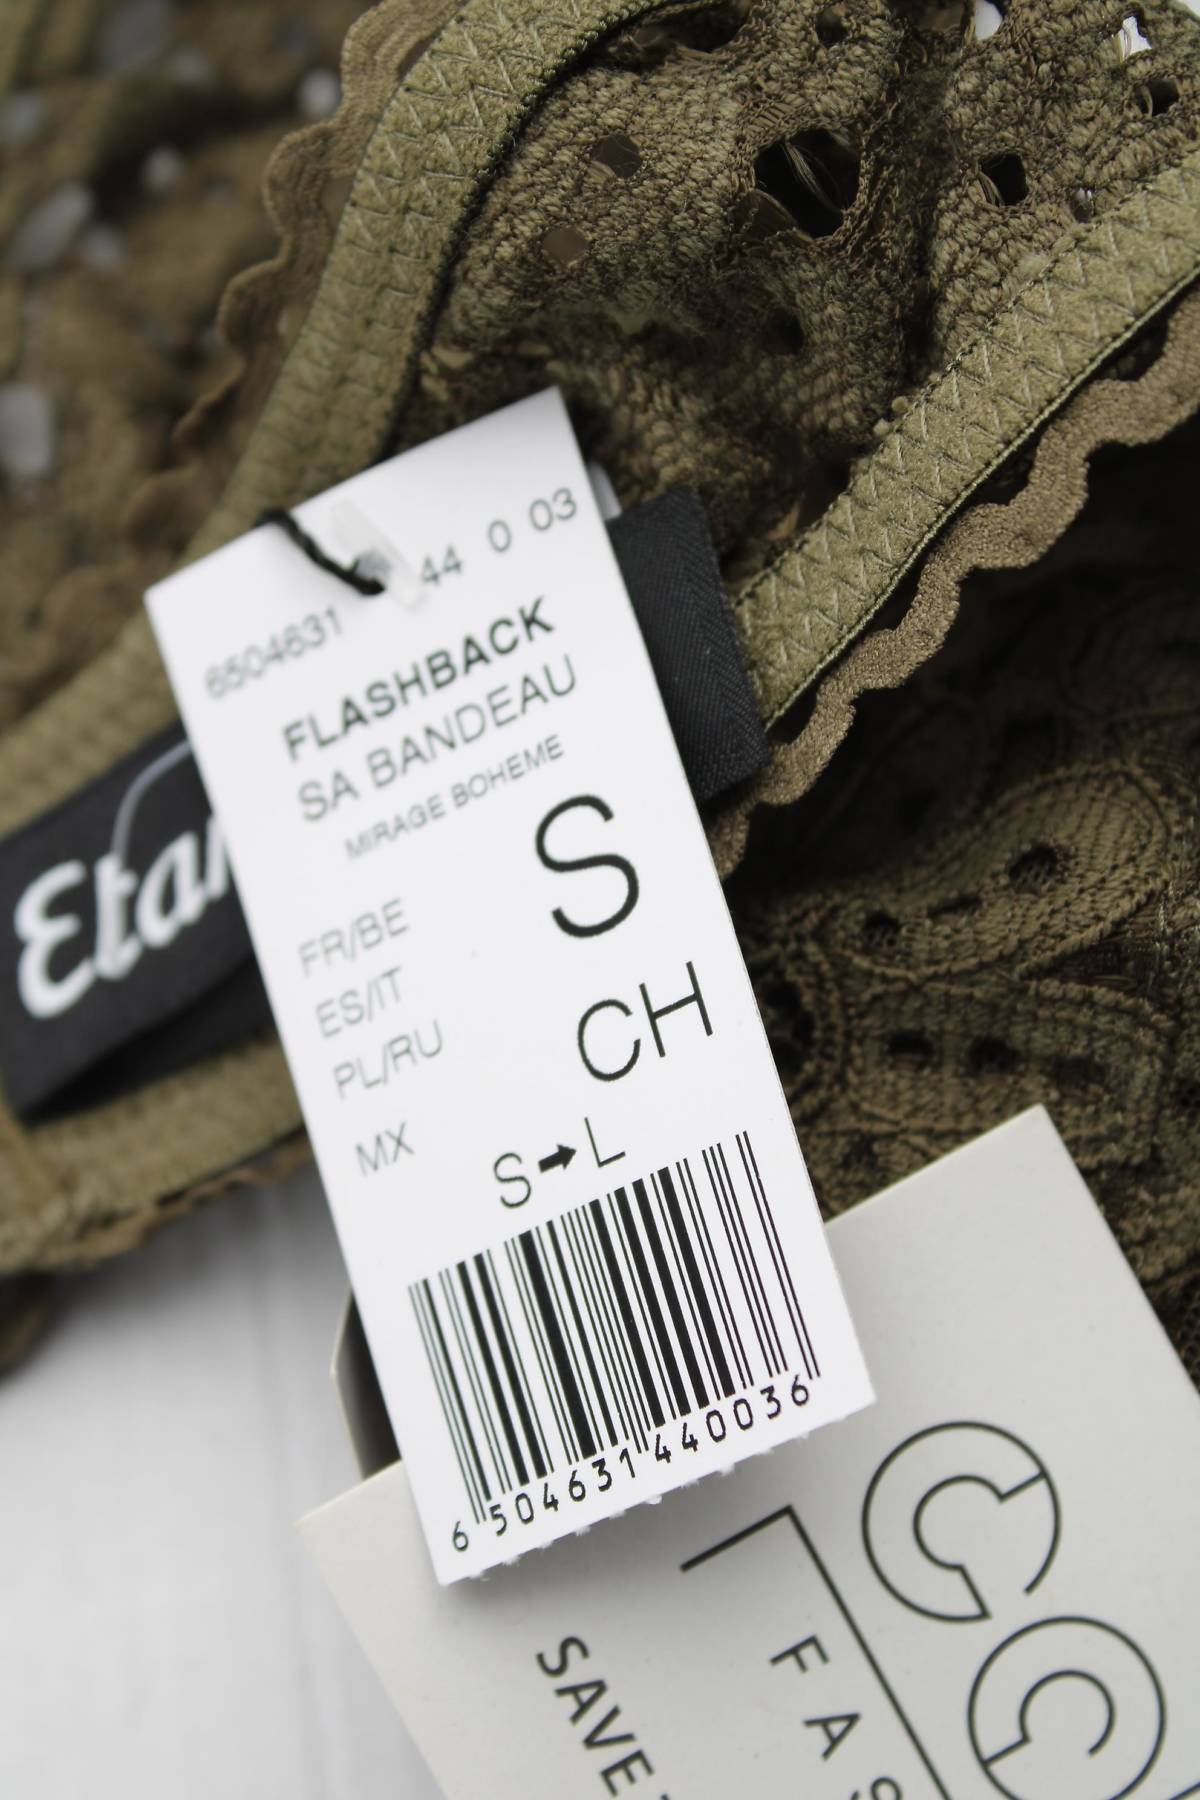 6504631 44 0 03
FLASHBACK
SA BANDEAU
MIRAGE BOHEME
FR/BE S
ES/IT
PL/RU
MX CH
S➡L
6 504631 440036
Etam
FAS
SAVE